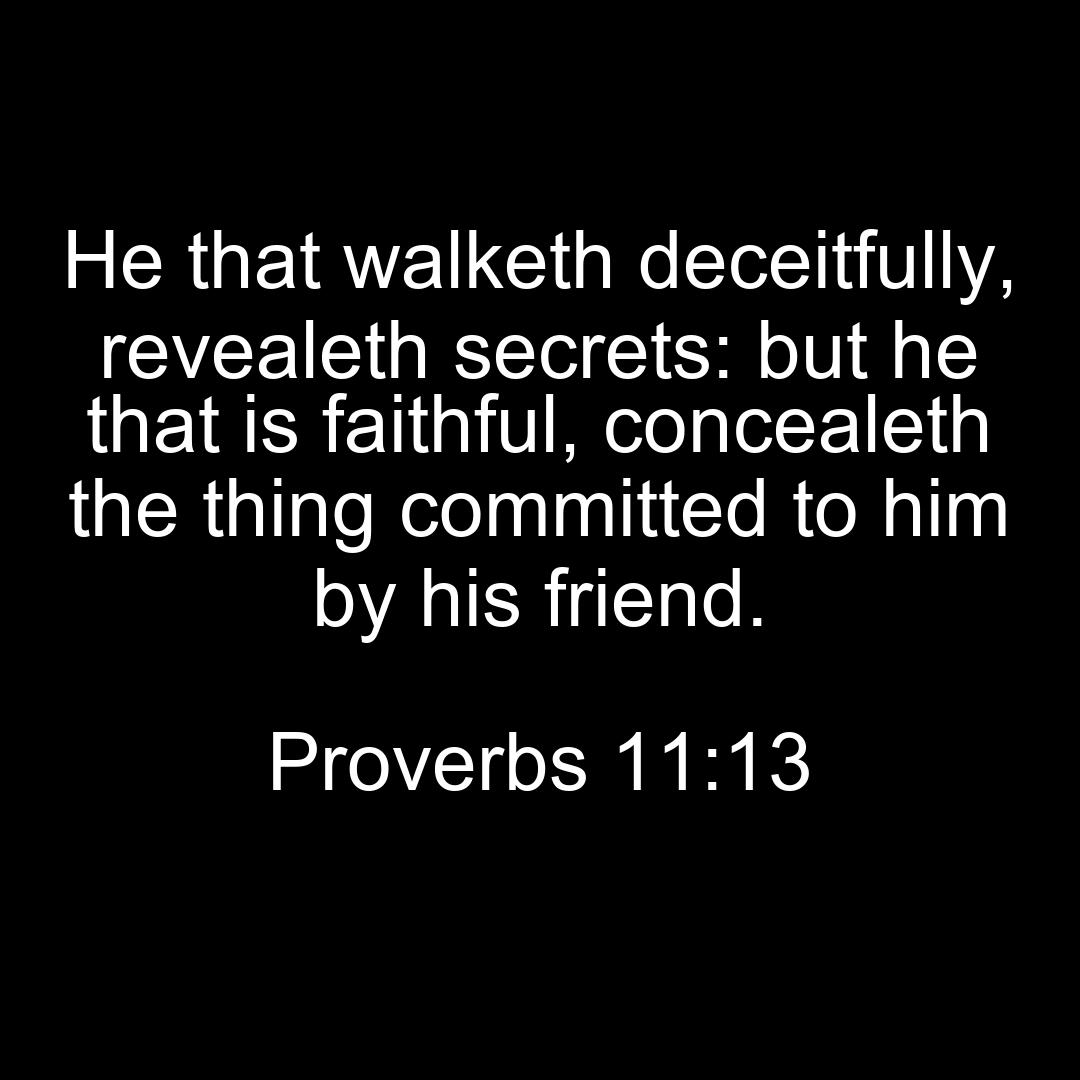 He that walketh deceitfully,
revealeth secrets: but he
that is faithful, concealeth
the thing committed to him
by his friend.
Proverbs 11:13